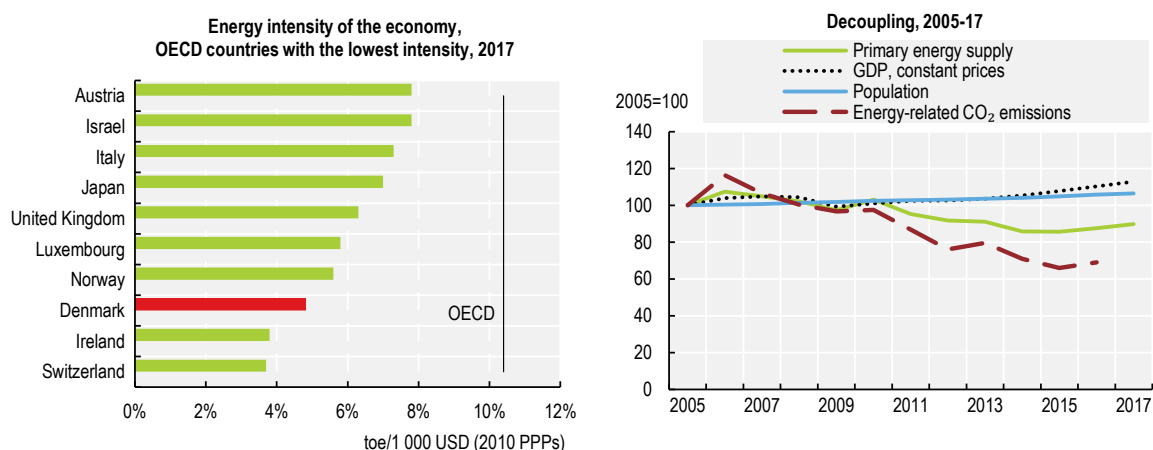 Energy intensity of the economy,
OECD countries with the lowest intensity, 2017
Austria
Israel
Italy
Japan
United Kingdom
Luxembourg
Norway
Denmark
Ireland
Switzerland
OECD
0% 2% 4% 6% 8% 10% 12%
toe/1 000 USD (2010 PPPs)
Decoupling, 2005-17
Primary energy supply
GDP, constant prices
Population
Energy-related CO₂ emissions
2005=100
140
120
100
80
60
40
20
0
2005 2007 2009 2011 2013 2015 2017